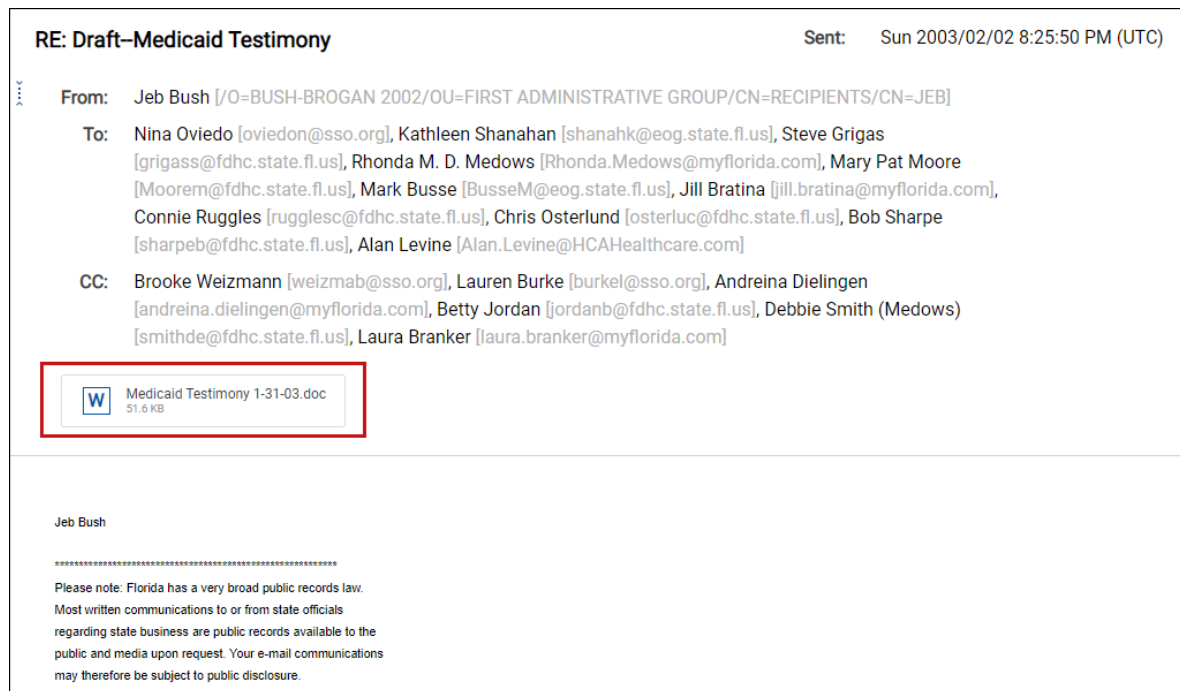 RE: Draft--Medicaid Testimony Sent: Sun 2003/02/02 8:25:50 PM (UTC)
From: Jeb Bush [/O=BUSH-BROGAN 2002/OU=FIRST ADMINISTRATIVE GROUP/CN=RECIPIENTS/CN=JEB]
To: Nina Oviedo [oviedon@sso.org], Kathleen Shanahan [shanahk@eog.state.fl.us], Steve Grigas
[grigass@fdhc.state.fl.us], Rhonda M. D. Medows [Rhonda.Medows@myflorida.com], Mary Pat Moore
[Moorem@fdhc.state.fl.us], Mark Busse [BusseM@eog.state.fl.us], Jill Bratina [jill.bratina@myflorida.com],
Connie Ruggles [rugglesc@fdhc.state.fl.us], Chris Osterlund [osterluc@fdhc.state.fl.us], Bob Sharpe
[sharpeb@fdhc.state.fl.us], Alan Levine [Alan.Levine@HCAHealthcare.com]
CC: Brooke Weizmann [weizmab@sso.org], Lauren Burke [burkel@sso.org], Andreina Dielingen
[andreina.dielingen@myflorida.com], Betty Jordan [jordanb@fdhc.state.fl.us], Debbie Smith (Medows)
[smithde@fdhc.state.fl.us], Laura Branker [laura.branker@myflorida.com]
W Medicaid Testimony 1-31-03.doc
51.6 KB
Jeb Bush
***********************************************************
Please note: Florida has a very broad public records law.
Most written communications to or from state officials
regarding state business are public records available to the
public and media upon request. Your e-mail communications
may therefore be subject to public disclosure.